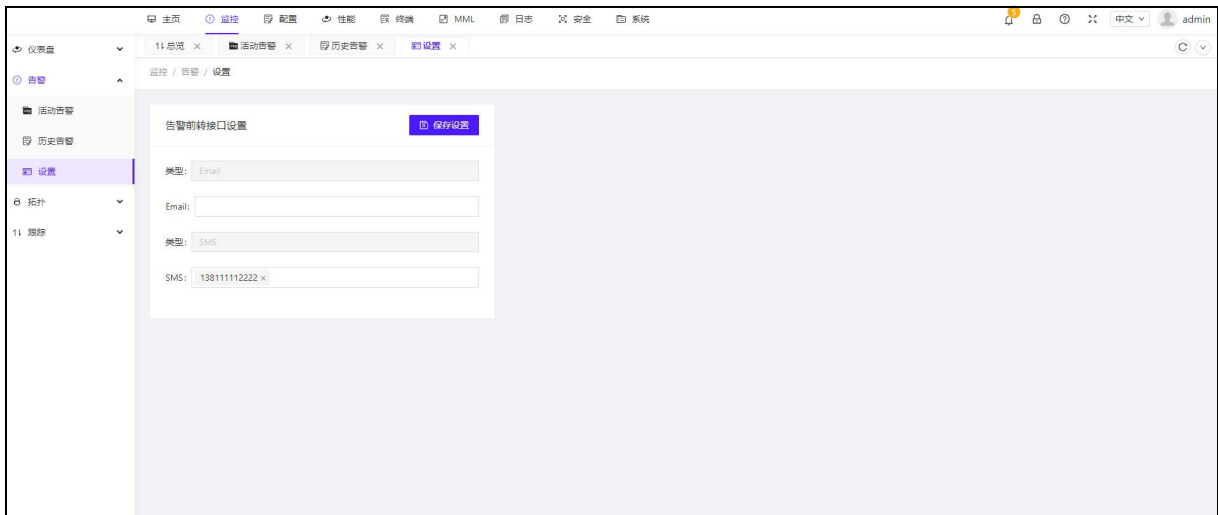 主页 监控 配置 性能 终端 MML 日志 安全 系统 5 中文 admin
仪表盘
总览 活动告警 历史告警 设置
告警
监控 / 告警 / 设置
活动告警
告警前转接口设置 保存设置
历史告警
设置
类型: Email
拓扑
Email:
跟踪
类型: SMS
SMS: 138111112222 ×